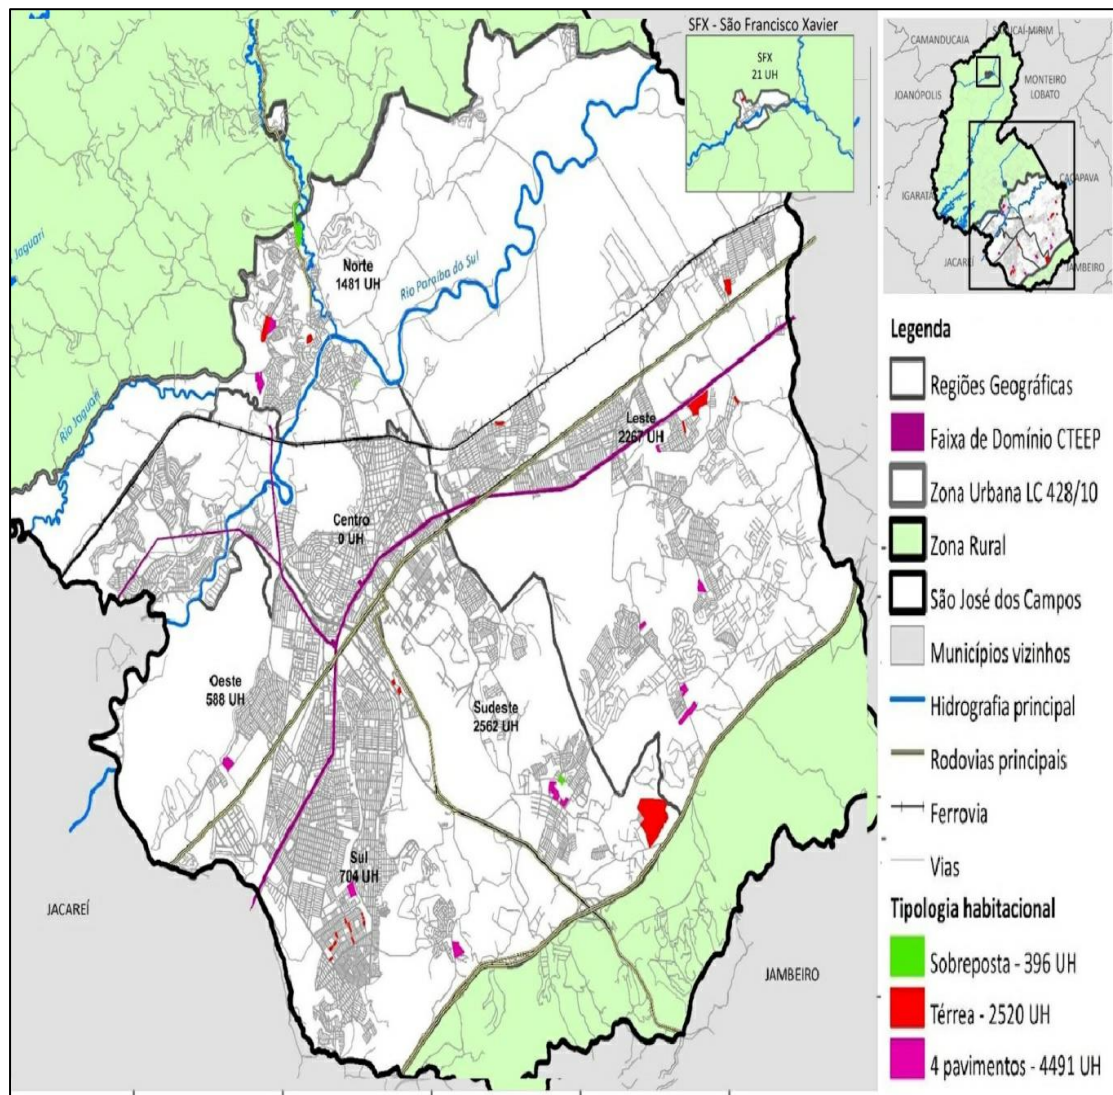 SFX - São Francisco Xavier
SFX
21 UH
Norte
1481 UH
Rio Paraíba do Sul
Jaguari
Rio Jaguari
Leste
2267 UH
Centro
0 UH
Oeste
588 UH
Sudeste
2562 UH
Sul
704 UH
JACAREÍ
JAMBEIRO
CAMANDUCAIA
SAPUCAÍ-MIRIM
JOANÓPOLIS
MONTEIRO
LOBATO
CAÇAPAVA
IGARATÁ
JACAREÍ
JAMBEIRO
Legenda
Regiões Geográficas
Faixa de Domínio CTEEP
Zona Urbana LC 428/10
Zona Rural
São José dos Campos
Municípios vizinhos
Hidrografia principal
Rodovias principais
Ferrovia
Vias
Tipologia habitacional
Sobreposta - 396 UH
Térrea - 2520 UH
4 pavimentos - 4491 UH